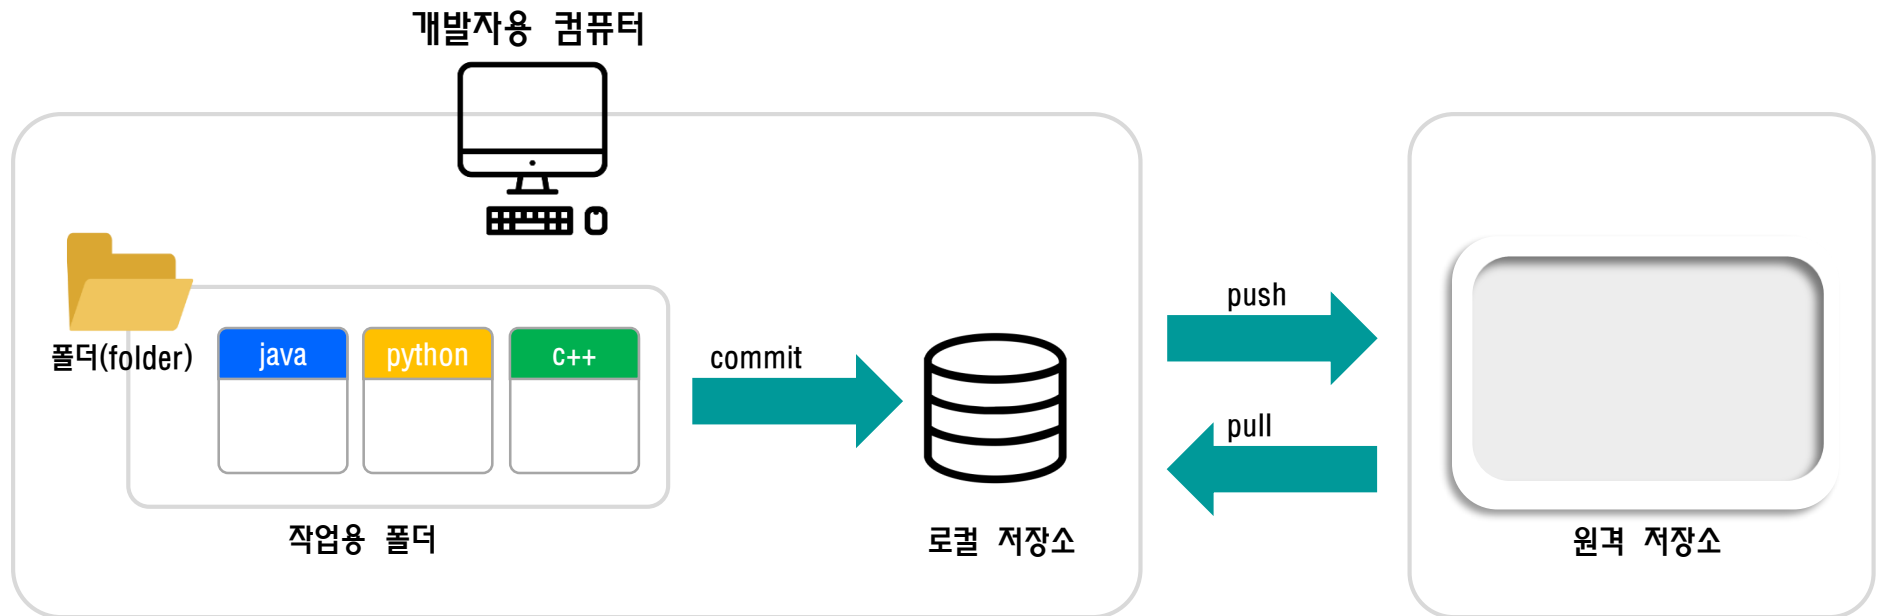 개발자용 컴퓨터
폴더(folder)
java
python
c++
commit
push
pull
작업용 폴더
로컬 저장소
원격 저장소